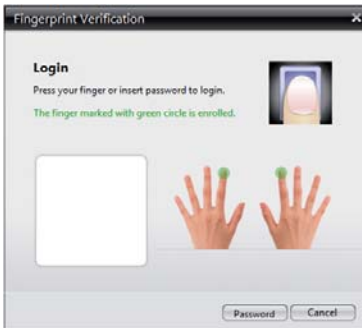 Fingerprint Verification
Login
Press your finger or insert password to login.
The finger marked with green circle is enrolled.
Password
Cancel